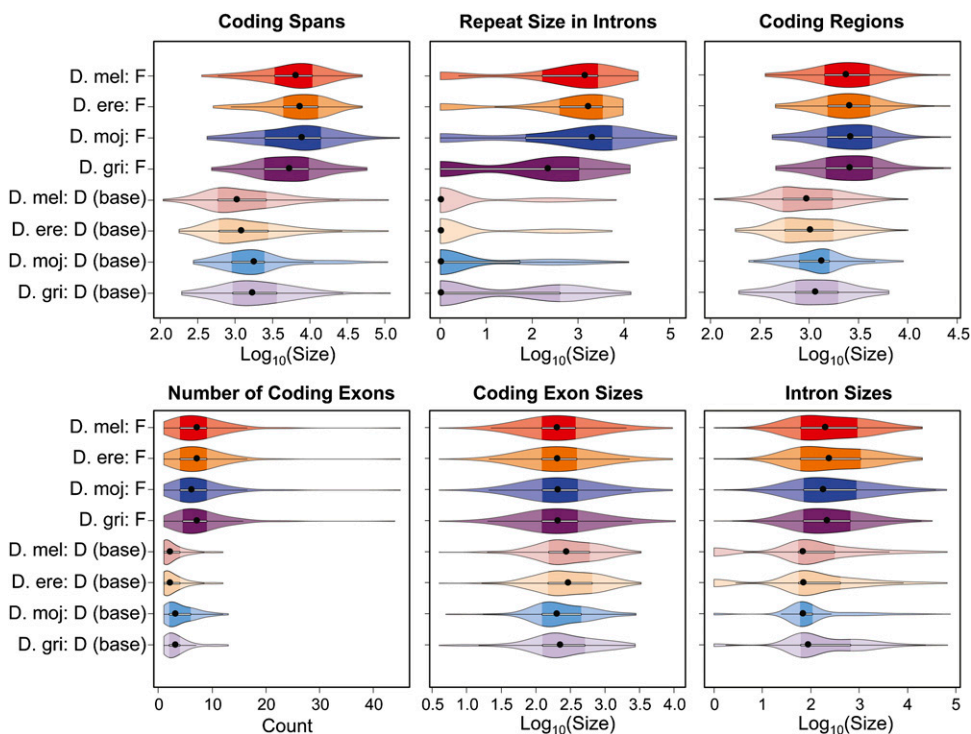 Coding Spans
Repeat Size in Introns
Coding Regions
D. mel: F
D. ere: F
D. moj: F
D. gri: F
D. mel: D (base)
D. ere: D (base)
D. moj: D (base)
D. gri: D (base)
2.0 2.5 3.0 3.5 4.0 4.5 5.0
0 1 2 3 4 5
2.0 2.5 3.0 3.5 4.0 4.5
Log10(Size)
Log10(Size)
Log10(Size)
Number of Coding Exons
Coding Exon Sizes
Intron Sizes
D. mel: F
D. ere: F
D. moj: F
D. gri: F
D. mel: D (base)
D. ere: D (base)
D. moj: D (base)
D. gri: D (base)
0 10 20 30 40
0.5 1.0 1.5 2.0 2.5 3.0 3.5 4.0
0 1 2 3 4 5
Count
Log10(Size)
Log10(Size)